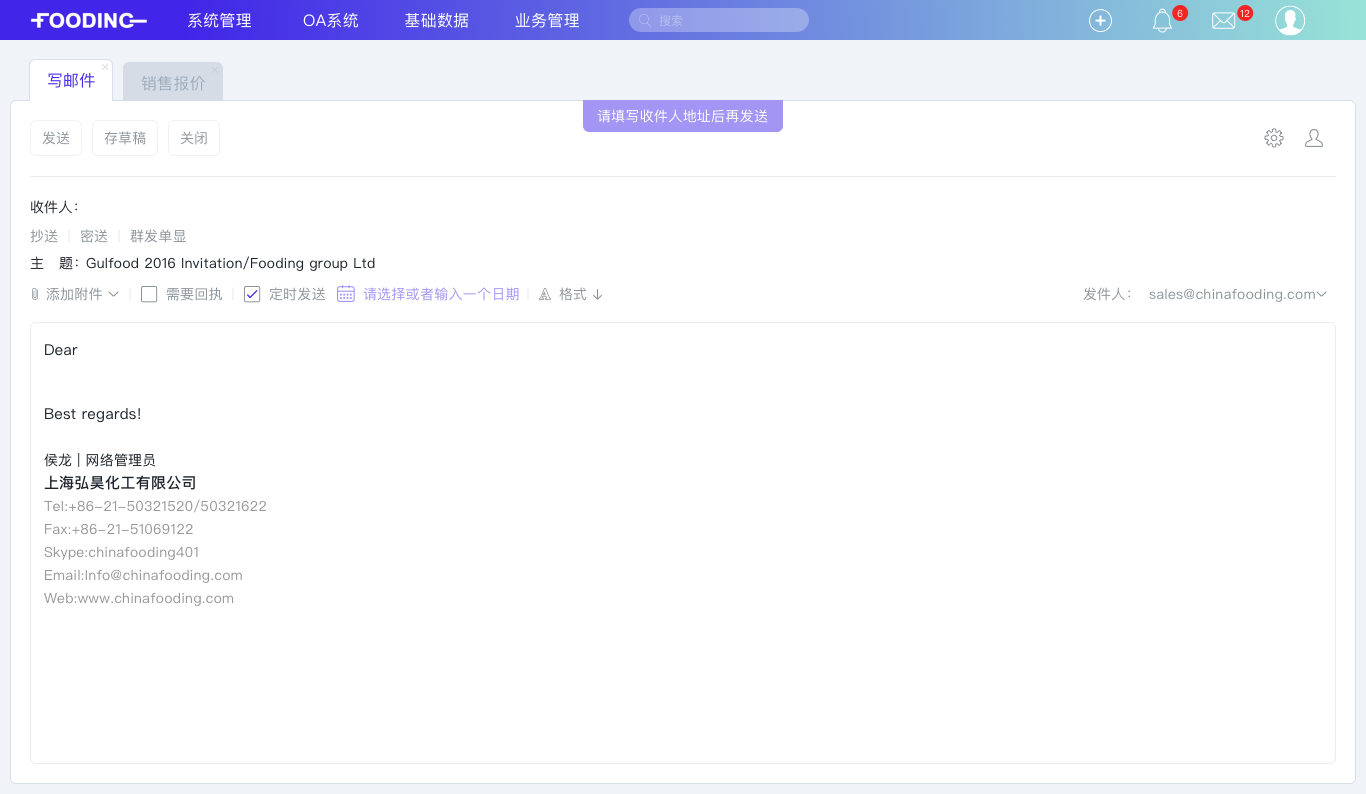 FOODING 系统管理 OA系统 基础数据 业务管理 搜索 6 12
写邮件 销售报价
请填写收件人地址后再发送
发送 存草稿 关闭
收件人：
抄送 | 密送 | 群发单显
主 题：Gulfood 2016 Invitation/Fooding group Ltd
添加附件 | 需要回执 | 定时发送 请选择或者输入一个日期 | 格式 ↓ 发件人： sales@chinafooding.com
Dear
Best regards!
侯龙 | 网络管理员
上海弘昊化工有限公司
Tel:+86-21-50321520/50321622
Fax:+86-21-51069122
Skype:chinafooding401
Email:Info@chinafooding.com
Web:www.chinafooding.com